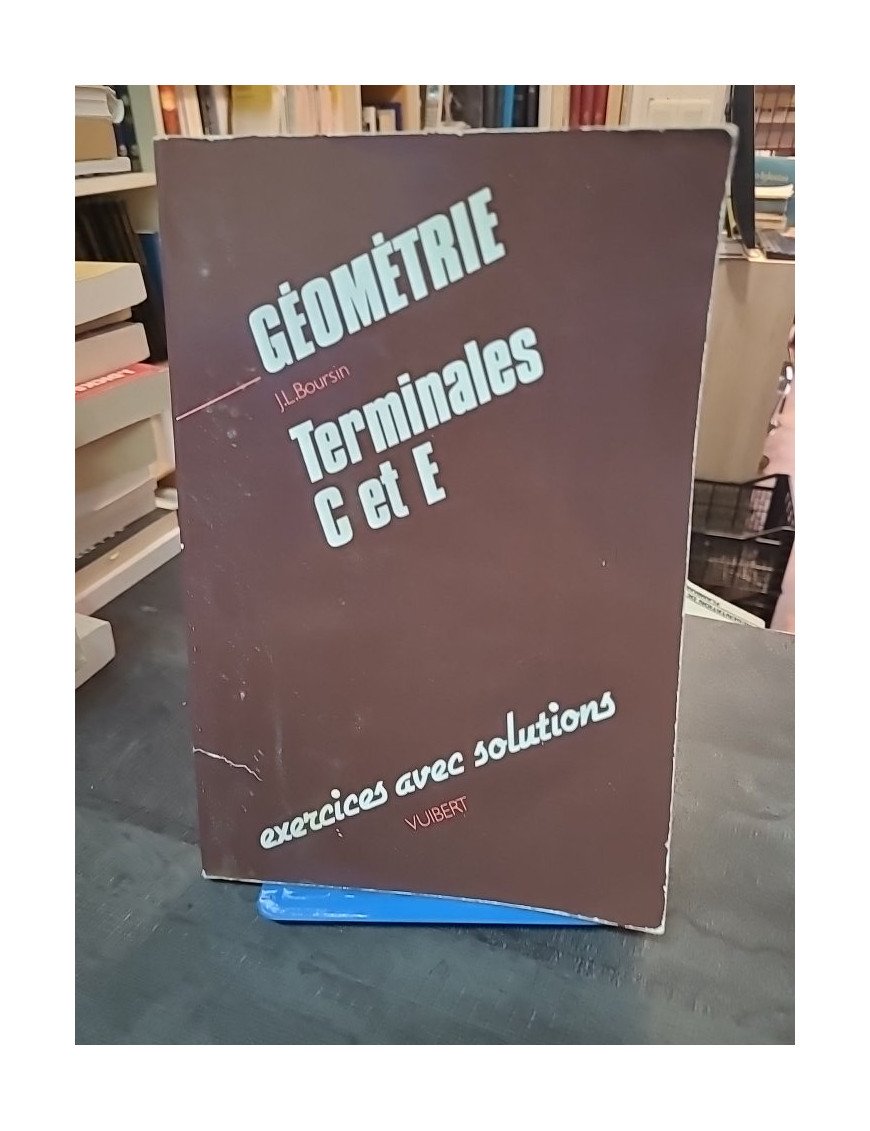 GÉOMÉTRIE
J.L.Boursin
Terminales
C et E
exercices avec solutions
VUIBERT